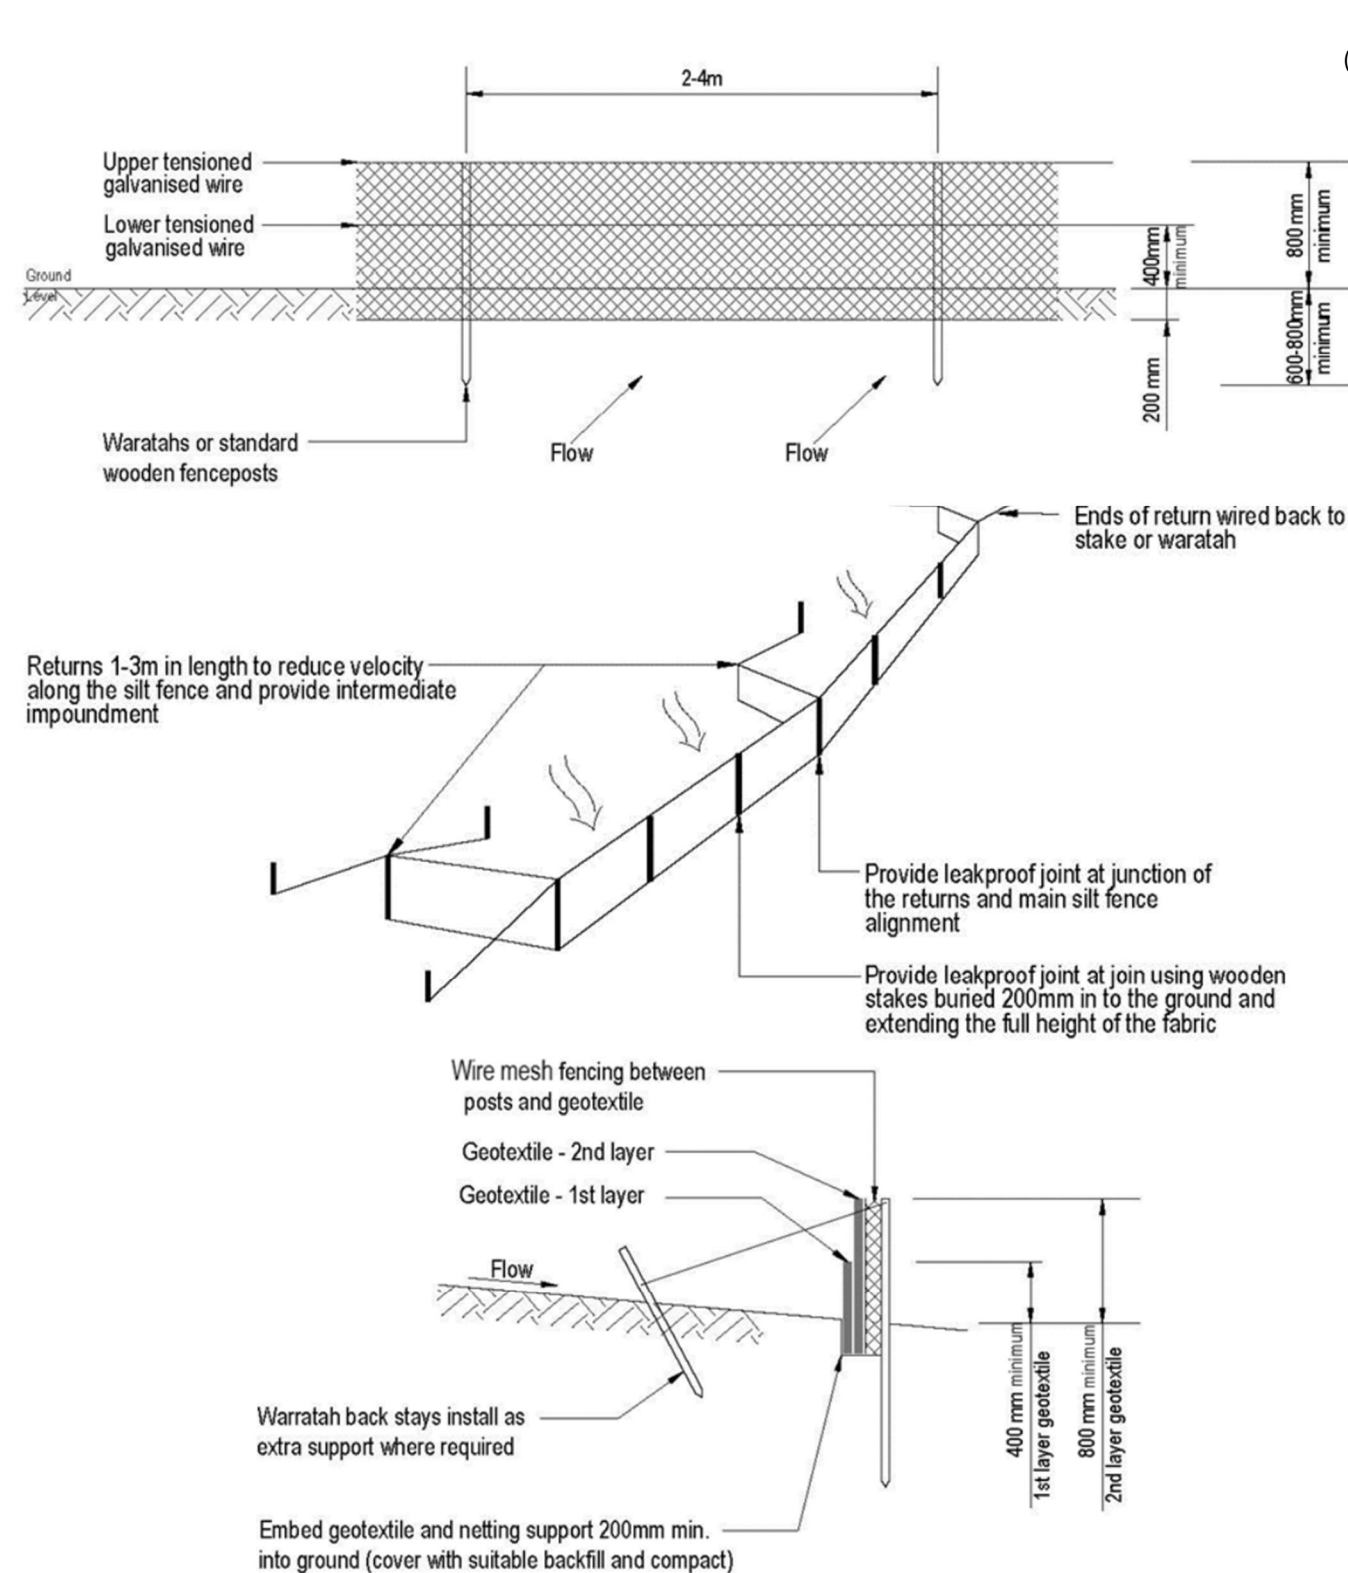 (
2-4m
Upper tensioned
galvanised wire
Lower tensioned
galvanised wire
Ground
Level
400mm
minimum
800 mm
minimum
200 mm
600-800mm
minimum
Waratahs or standard
wooden fenceposts
Flow
Flow
Ends of return wired back to
stake or waratah
Returns 1-3m in length to reduce velocity
along the silt fence and provide intermediate
impoundment
Provide leakproof joint at junction of
the returns and main silt fence
alignment
Provide leakproof joint at join using wooden
stakes buried 200mm in to the ground and
extending the full height of the fabric
Wire mesh fencing between
posts and geotextile
Geotextile - 2nd layer
Geotextile - 1st layer
Flow
400 mm minimum
1st layer geotextile
800 mm minimum
2nd layer geotextile
Warratah back stays install as
extra support where required
Embed geotextile and netting support 200mm min.
into ground (cover with suitable backfill and compact)